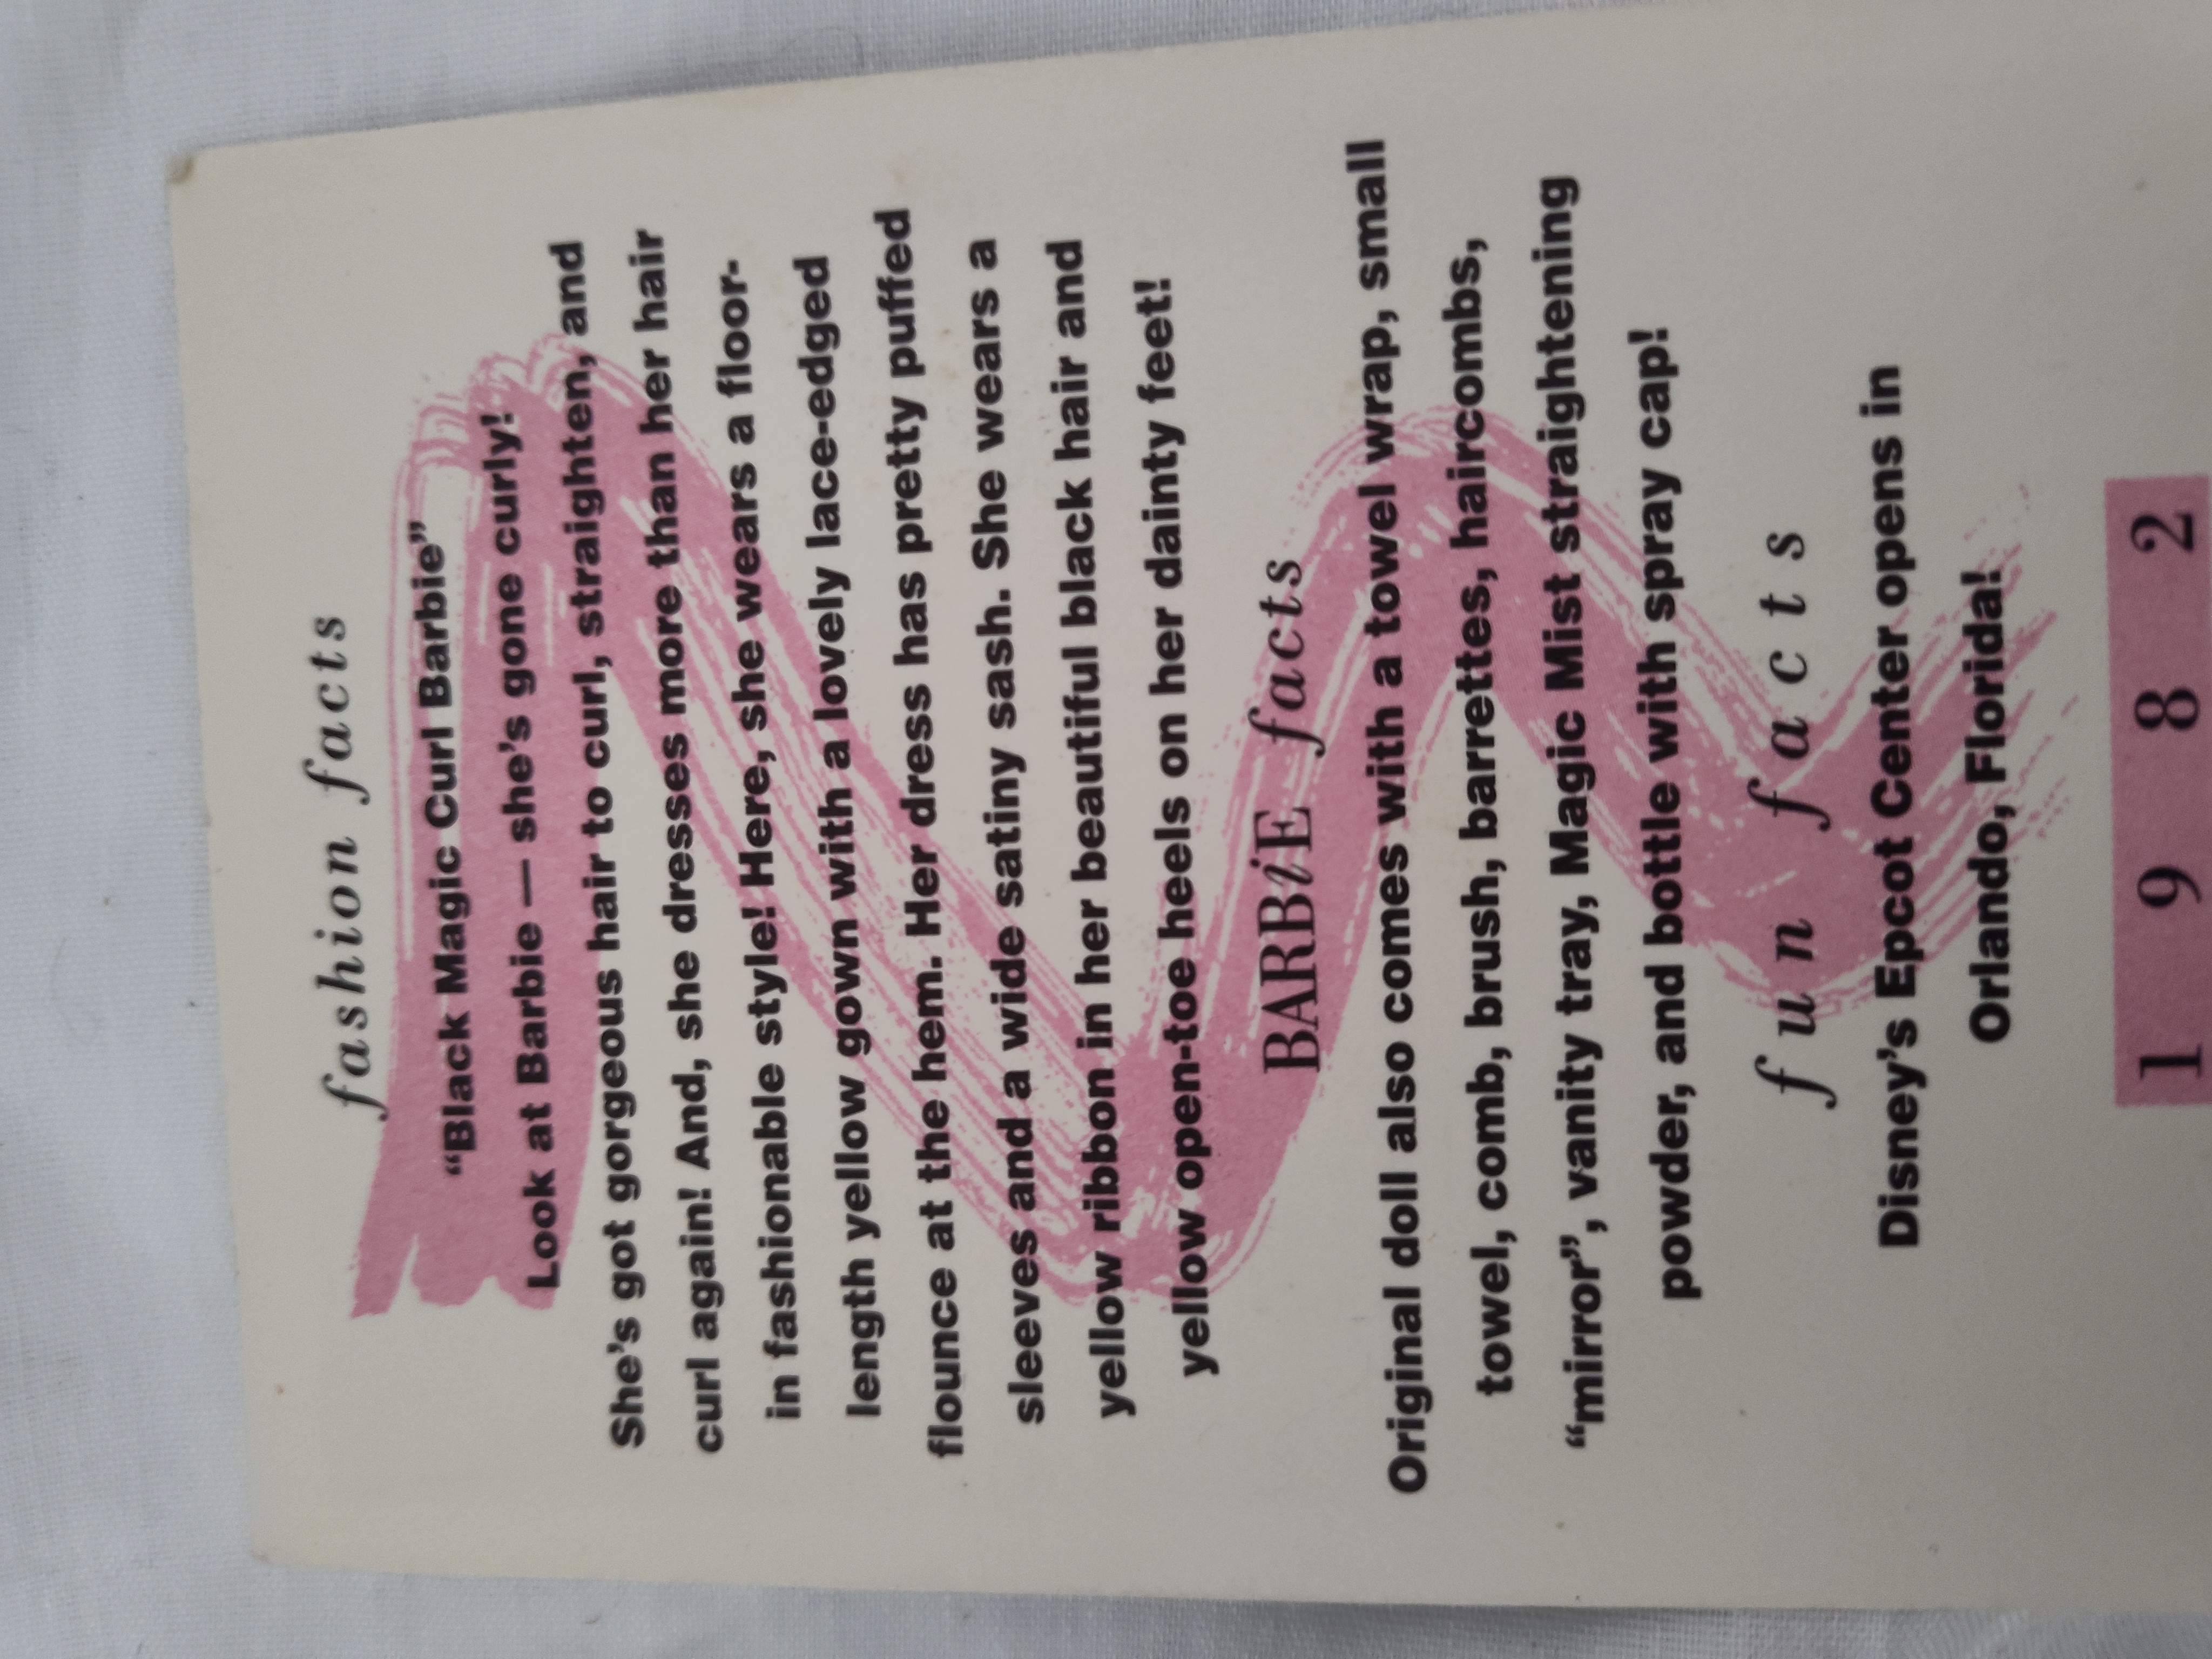 fashion facts
“Black Magic Curl Barbie”
Look at Barbie — she’s gone curly!
She’s got gorgeous hair to curl, straighten, and
curl again! And, she dresses more than her hair
in fashionable style! Here, she wears a floor-
length yellow gown with a lovely lace-edged
flounce at the hem. Her dress has pretty puffed
sleeves and a wide satiny sash. She wears a
yellow ribbon in her beautiful black hair and
yellow open-toe heels on her dainty feet!
BARBiE facts
Original doll also comes with a towel wrap, small
towel, comb, brush, barrettes, haircombs,
“mirror”, vanity tray, Magic Mist straightening
powder, and bottle with spray cap!
fun facts
Disney’s Epcot Center opens in
Orlando, Florida!
1982